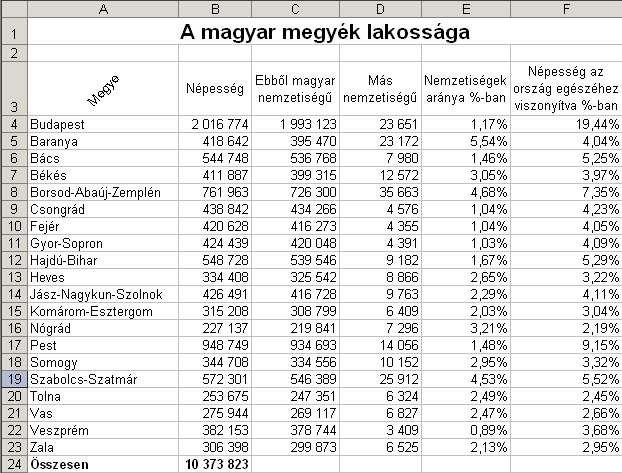 A B C D E F
1 A magyar megyék lakossága
2
3 Megye Népesség Ebből magyar nemzetiségű Más nemzetiségű Nemzetiségek aránya %-ban Népesség az ország egészéhez viszonyítva %-ban
4 Budapest 2 016 774 1 993 123 23 651 1,17% 19,44%
5 Baranya 418 642 395 470 23 172 5,54% 4,04%
6 Bács 544 748 536 768 7 980 1,46% 5,25%
7 Békés 411 887 399 315 12 572 3,05% 3,97%
8 Borsod-Abaúj-Zemplén 761 963 726 300 35 663 4,68% 7,35%
9 Csongrád 438 842 434 266 4 576 1,04% 4,23%
10 Fejér 420 628 416 273 4 355 1,04% 4,05%
11 Gyor-Sopron 424 439 420 048 4 391 1,03% 4,09%
12 Hajdú-Bihar 548 728 539 546 9 182 1,67% 5,29%
13 Heves 334 408 325 542 8 866 2,65% 3,22%
14 Jász-Nagykun-Szolnok 426 491 416 728 9 763 2,29% 4,11%
15 Komárom-Esztergom 315 208 308 799 6 409 2,03% 3,04%
16 Nógrád 227 137 219 841 7 296 3,21% 2,19%
17 Pest 948 749 934 693 14 056 1,48% 9,15%
18 Somogy 344 708 334 556 10 152 2,95% 3,32%
19 Szabolcs-Szatmár 572 301 546 389 25 912 4,53% 5,52%
20 Tolna 253 675 247 351 6 324 2,49% 2,45%
21 Vas 275 944 269 117 6 827 2,47% 2,66%
22 Veszprém 382 153 378 744 3 409 0,89% 3,68%
23 Zala 306 398 299 873 6 525 2,13% 2,95%
24 Összesen 10 373 823